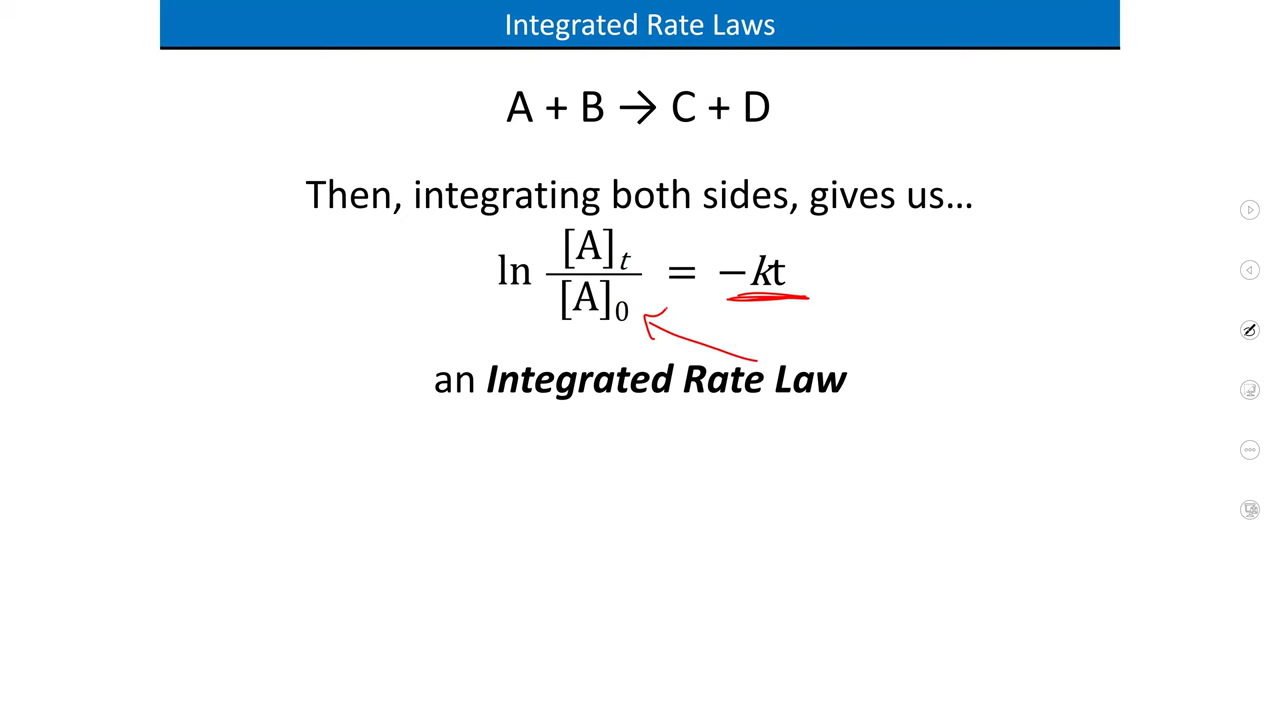 Integrated Rate Laws
A + B → C + D
Then, integrating both sides, gives us…
ln [A]t / [A]0 = −kt
an Integrated Rate Law